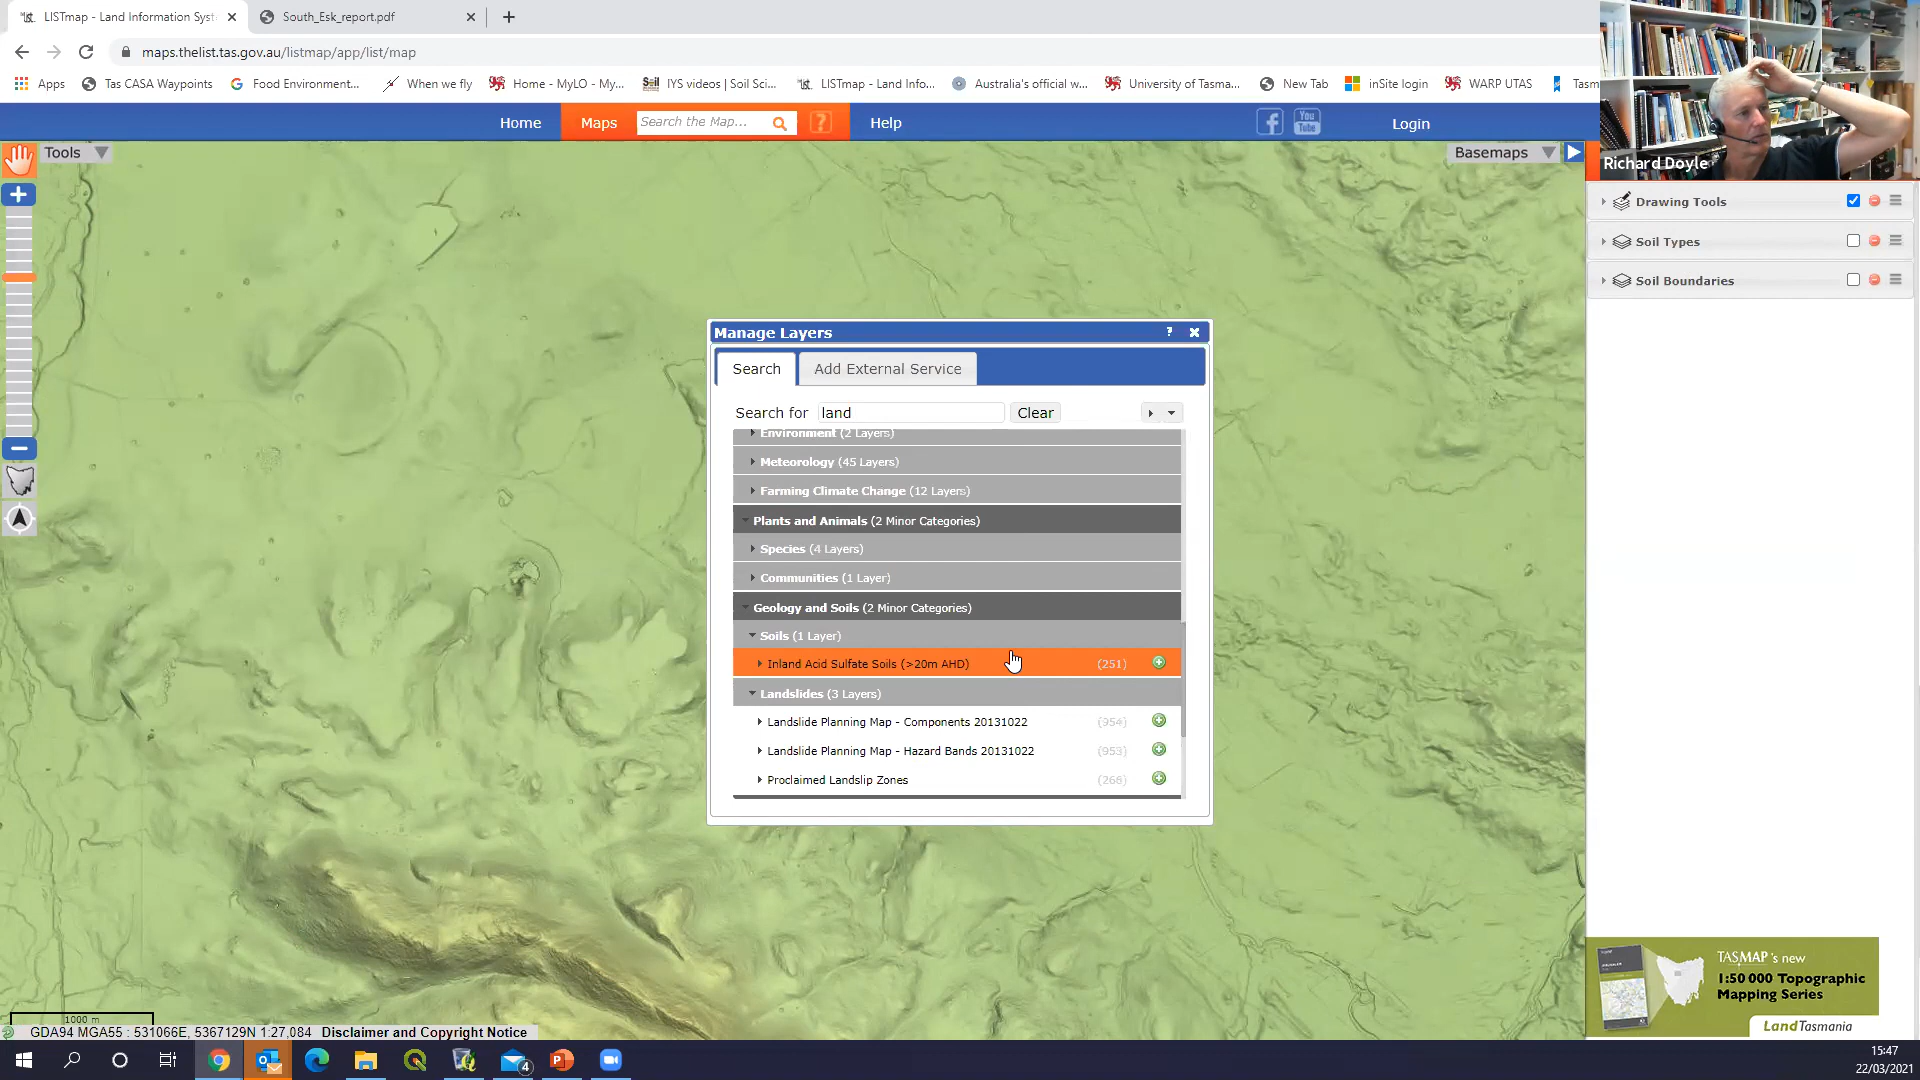 LISTmap - Land Information Syst
South_Esk_report.pdf
maps.thelist.tas.gov.au/listmap/app/list/map
Apps
Tas CASA Waypoints
Food Environment...
When we fly
Home - MyLO - My...
IYS videos | Soil Sci...
LISTmap - Land Info...
Australia's official w...
University of Tasma...
New Tab
inSite login
WARP UTAS
Tasm
Home
Maps
Search the Map...
Help
You Tube
Login
Richard Doyle
Tools
Basemaps
Drawing Tools
Soil Types
Soil Boundaries
Manage Layers
?
Search
Add External Service
Search for land Clear
Environment (2 Layers)
Meteorology (45 Layers)
Farming Climate Change (12 Layers)
Plants and Animals (2 Minor Categories)
Species (4 Layers)
Communities (1 Layer)
Geology and Soils (2 Minor Categories)
Soils (1 Layer)
Inland Acid Sulfate Soils (>20m AHD) (251)
Landslides (3 Layers)
Landslide Planning Map - Components 20131022 (954)
Landslide Planning Map - Hazard Bands 20131022 (953)
Proclaimed Landslip Zones (266)
TASMAP's new
1:50 000 Topographic
Mapping Series
LandTasmania
1000 m
GDA94 MGA55 : 531066E, 5367129N 1:27,084 Disclaimer and Copyright Notice
4
15:47
22/03/2021